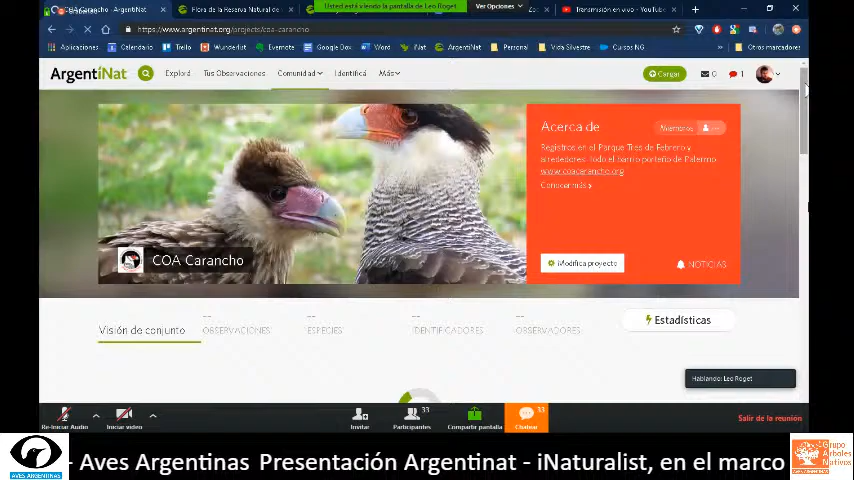 COA Carancho · ArgentiNat
Flora de la Reserva Natural de
Usted está viendo la pantalla de Leo Roget
Ver Opciones
Transmisión en vivo - YouTube
https://www.argentinat.org/projects/coa-carancho
Aplicaciones
Calendario
Trello
Wunderlist
Evernote
Google Dox
Word
iNat
ArgentiNat
Personal
Vida Silvestre
Cursos NG
Otros marcadores
ArgentiNat
Explorá
Tus Observaciones
Comunidad
Identificá
Más
Cargar
0
1
Acerca de
Miembros
Registros en el Parque Tres de Febrero y
alrededores. Todo el barrio porteño de Palermo
www.coacarancho.org
Conocer más >
COA Carancho
Modifica proyecto
NOTICIAS
Visión de conjunto
--
OBSERVACIONES
--
ESPECIES
--
IDENTIFICADORES
--
OBSERVADORES
Estadísticas
Hablando: Leo Roget
Re-Iniciar Audio
Iniciar video
Invitar
33
Participantes
Compartir pantalla
33
Chatear
Salir de la reunión
AVES ARGENTINAS
- Aves Argentinas Presentación Argentinat - iNaturalist, en el marco
Grupo
Árboles
Nativos